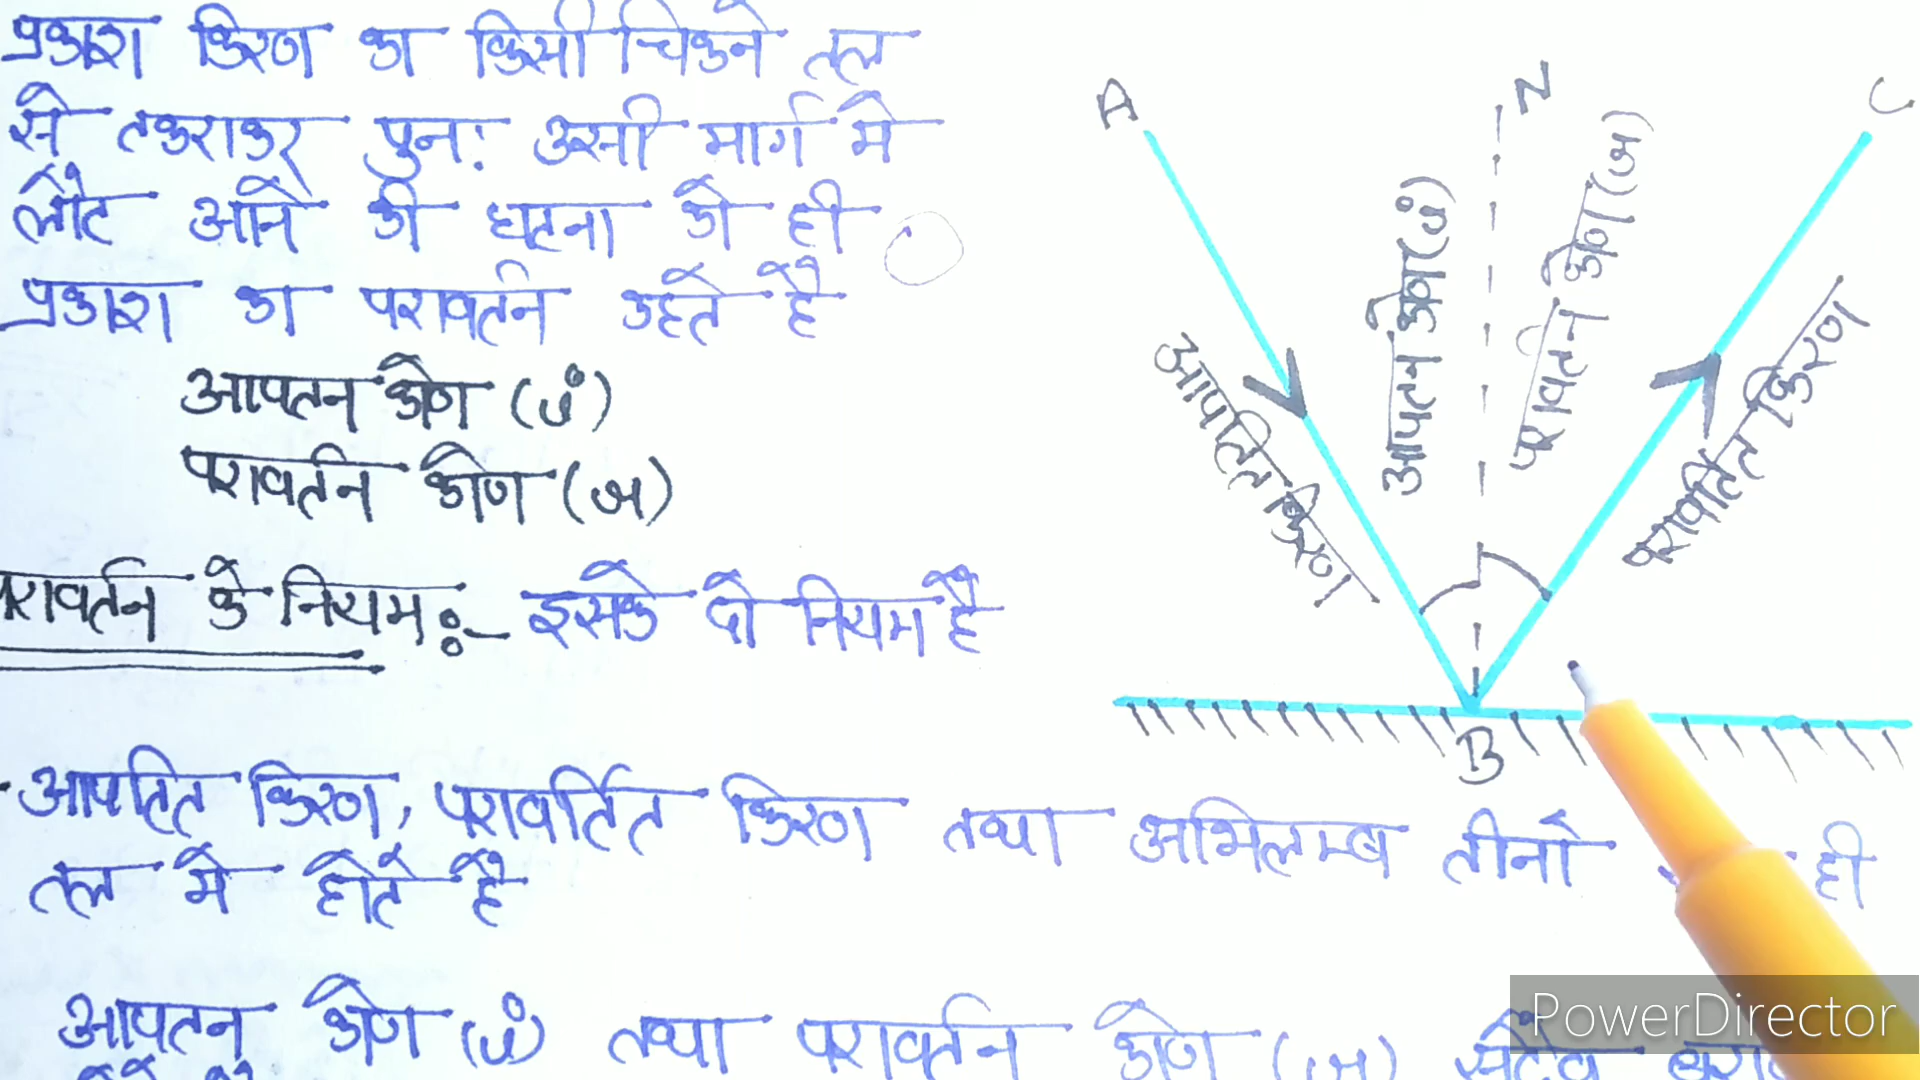 प्रकाश किरण का किसी चिकने तल
से टकराकर पुनः उसी मार्ग मे
लौट आने की घटना को ही
प्रकाश का परावर्तन कहते है
आपतन कोण (i)
परावर्तन कोण (r)
परावर्तन के नियम:- इसके दो नियम है
आपतित किरण, परावर्तित किरण तथा अभिलम्ब तीनो ही
तल मे होते है
आपतन कोण (i) तथा परावर्तन कोण (r) सदैव
A
N
C
आपतित किरण
आपतन कोण (i)
परावर्तन कोण (r)
परावर्तित किरण
B
PowerDirector